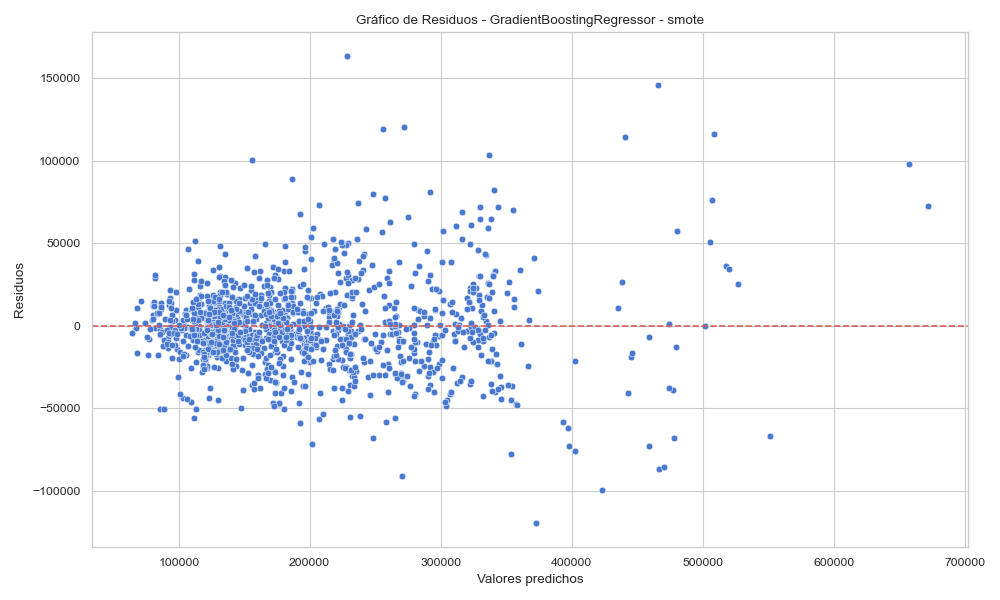 Gráfico de Residuos - GradientBoostingRegressor - smote
150000
100000
50000
0
−50000
−100000
Residuos
100000 200000 300000 400000 500000 600000 700000
Valores predichos